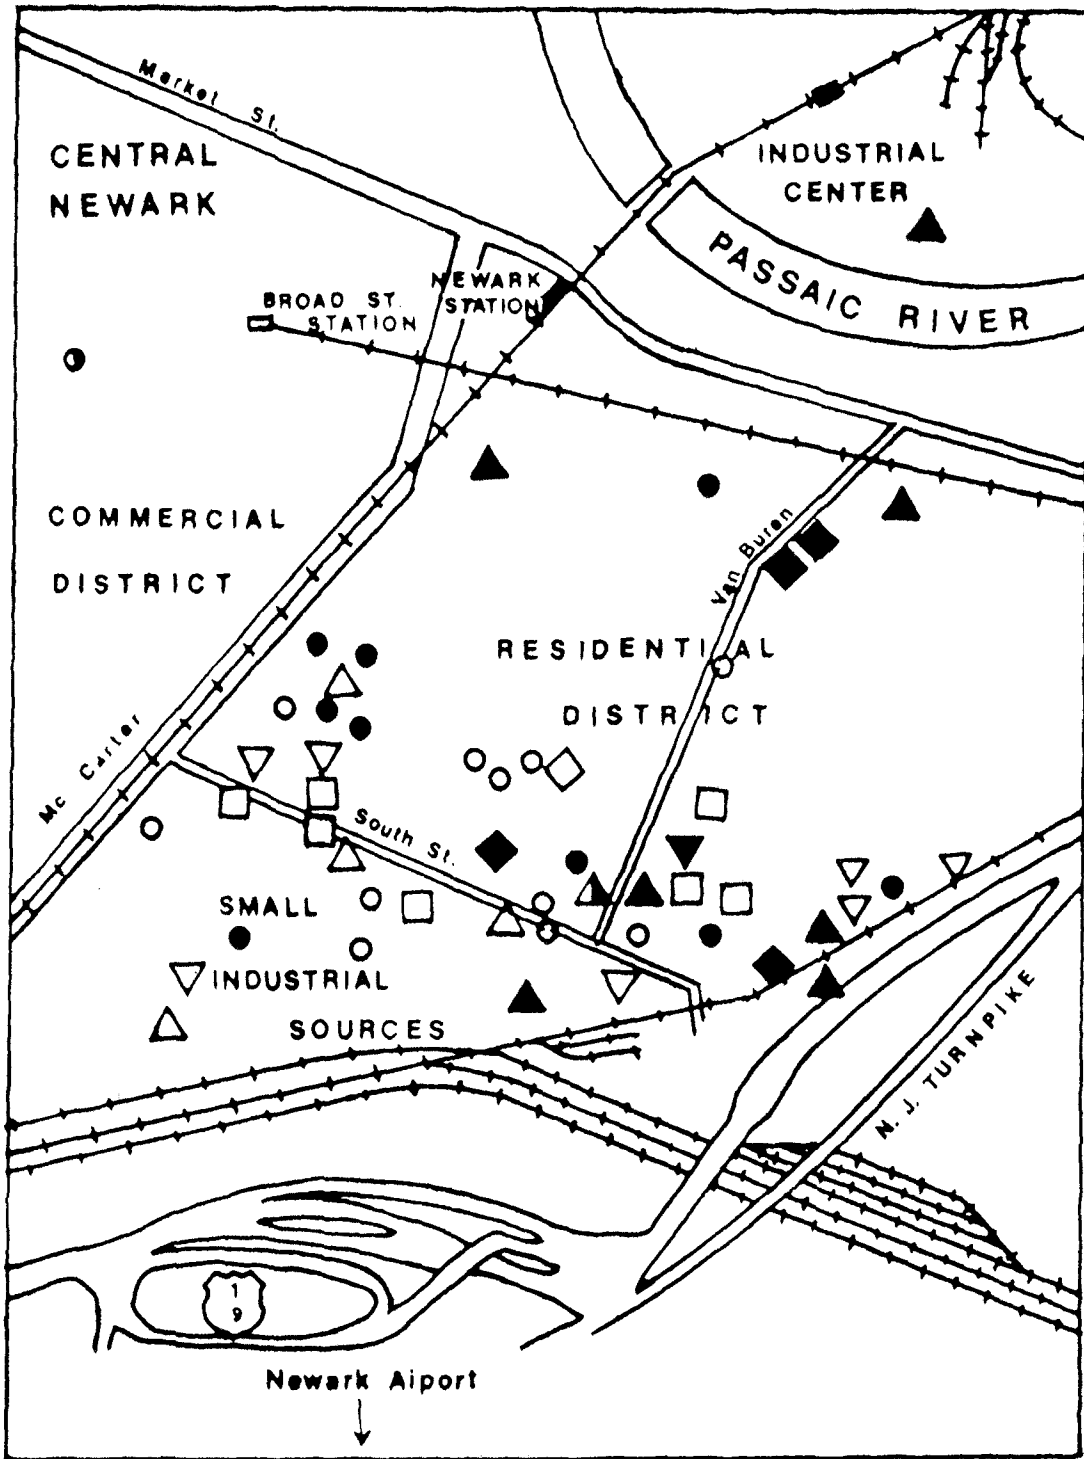 Market St.
CENTRAL
NEWARK
INDUSTRIAL
CENTER
PASSAIC RIVER
NEWARK
STATION
BROAD ST.
STATION
COMMERCIAL
DISTRICT
Van Buren
RESIDENTIAL
DISTRICT
Mc Carter
South St.
SMALL
INDUSTRIAL
SOURCES
N. J. TURNPIKE
1
9
Newark Aiport